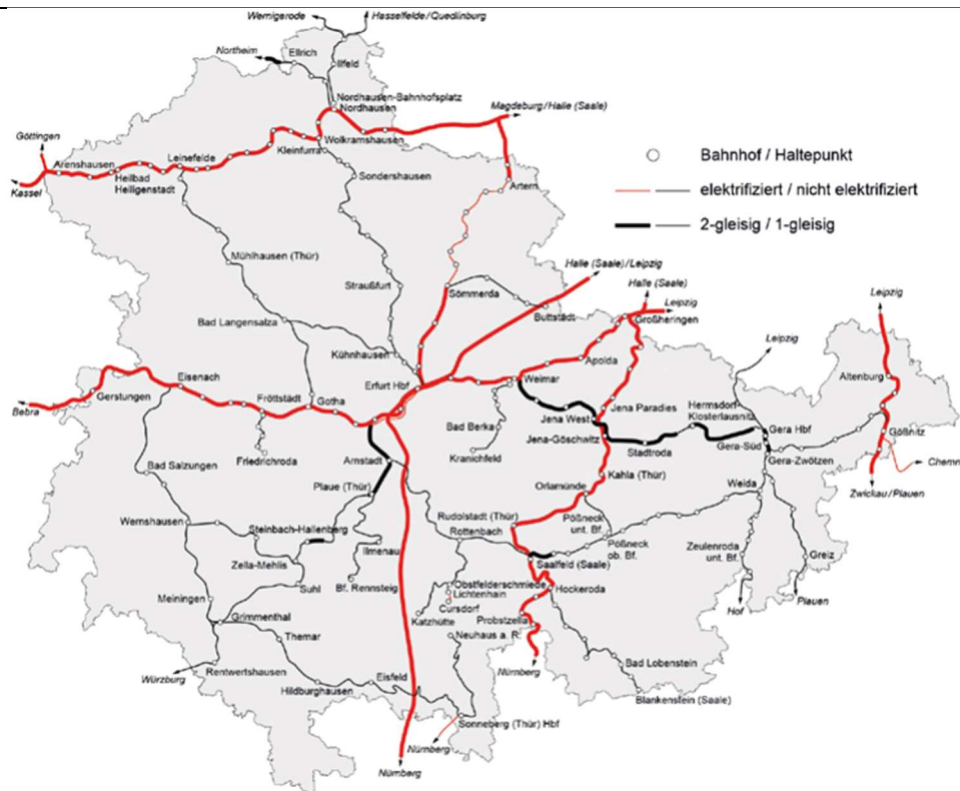 Wernigerode
Hasselfelde/Quedlinburg
Northeim
Ellrich
Ilfeld
Nordhausen-Bahnhofsplatz
Nordhausen
Magdeburg/Halle (Saale)
Göttingen
Arenshausen
Leinefelde
Kleinfurra
Wolkramshausen
Heilbad
Heiligenstadt
Kassel
Sondershausen
Artern
Bahnhof / Haltepunkt
elektrifiziert / nicht elektrifiziert
2-gleisig / 1-gleisig
Mühlhausen (Thür)
Halle (Saale)/Leipzig
Straußfurt
Sömmerda
Halle (Saale)
Leipzig
Leipzig
Buttstädt
Großheringen
Bad Langensalza
Leipzig
Kühnhausen
Apolda
Altenburg
Eisenach
Erfurt Hbf
Weimar
Gerstungen
Fröttstädt
Gotha
Bebra
Jena West
Jena Paradies
Hermsdorf-
Klosterlausnitz
Gera Hbf
Gößnitz
Bad Berka
Jena-Göschwitz
Stadtroda
Gera-Süd
Gera-Zwötzen
Friedrichroda
Arnstadt
Kranichfeld
Chemn
Bad Salzungen
Kahla (Thür)
Plaue (Thür)
Orlamünde
Weida
Zwickau/Plauen
Wernshausen
Steinbach-Hallenberg
Rudolstadt (Thür)
Rottenbach
Pößneck
unt. Bf.
Pößneck
ob. Bf.
Zella-Mehlis
Ilmenau
Zeulenroda
unt. Bf.
Greiz
Saalfeld (Saale)
Suhl
Bf. Rennsteig
Obstfelderschmiede
Lichtenhain
Cursdorf
Hockeroda
Meiningen
Katzhütte
Hof
Plauen
Grimmenthal
Probstzella
Themar
Neuhaus a. R.
Rentwertshausen
Würzburg
Eisfeld
Hildburghausen
Nürnberg
Bad Lobenstein
Blankenstein (Saale)
Sonneberg (Thür) Hbf
Nürnberg
Nürnberg